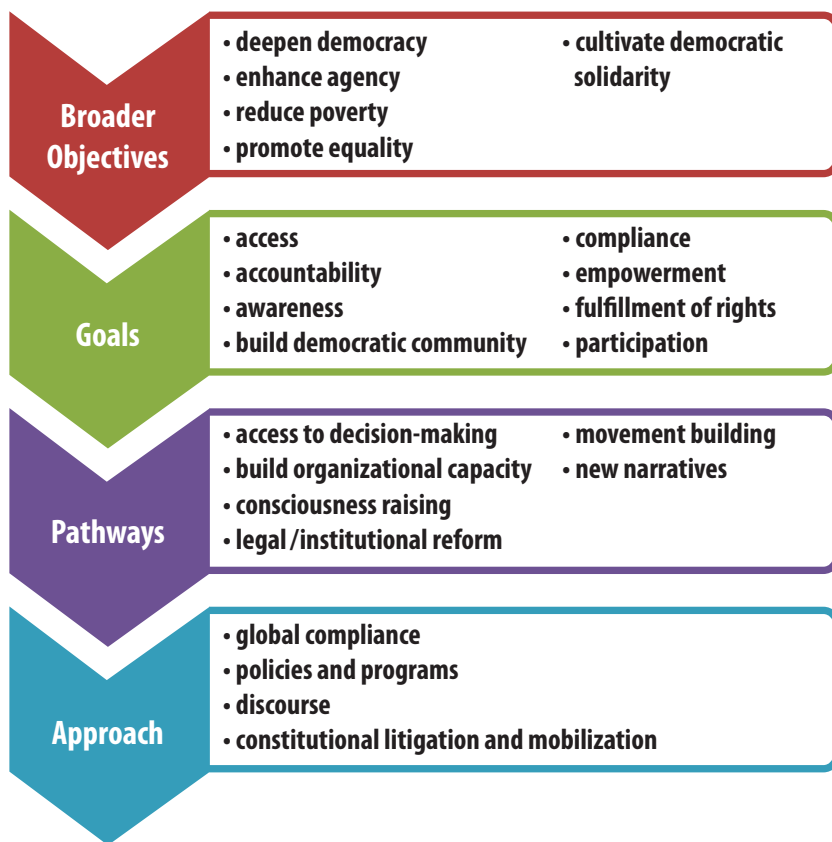 Broader
Objectives
• deepen democracy
• enhance agency
• reduce poverty
• promote equality
• cultivate democratic
solidarity
Goals
• access
• accountability
• awareness
• build democratic community
• compliance
• empowerment
• fulfillment of rights
• participation
Pathways
• access to decision-making
• build organizational capacity
• consciousness raising
• legal/institutional reform
• movement building
• new narratives
Approach
• global compliance
• policies and programs
• discourse
• constitutional litigation and mobilization